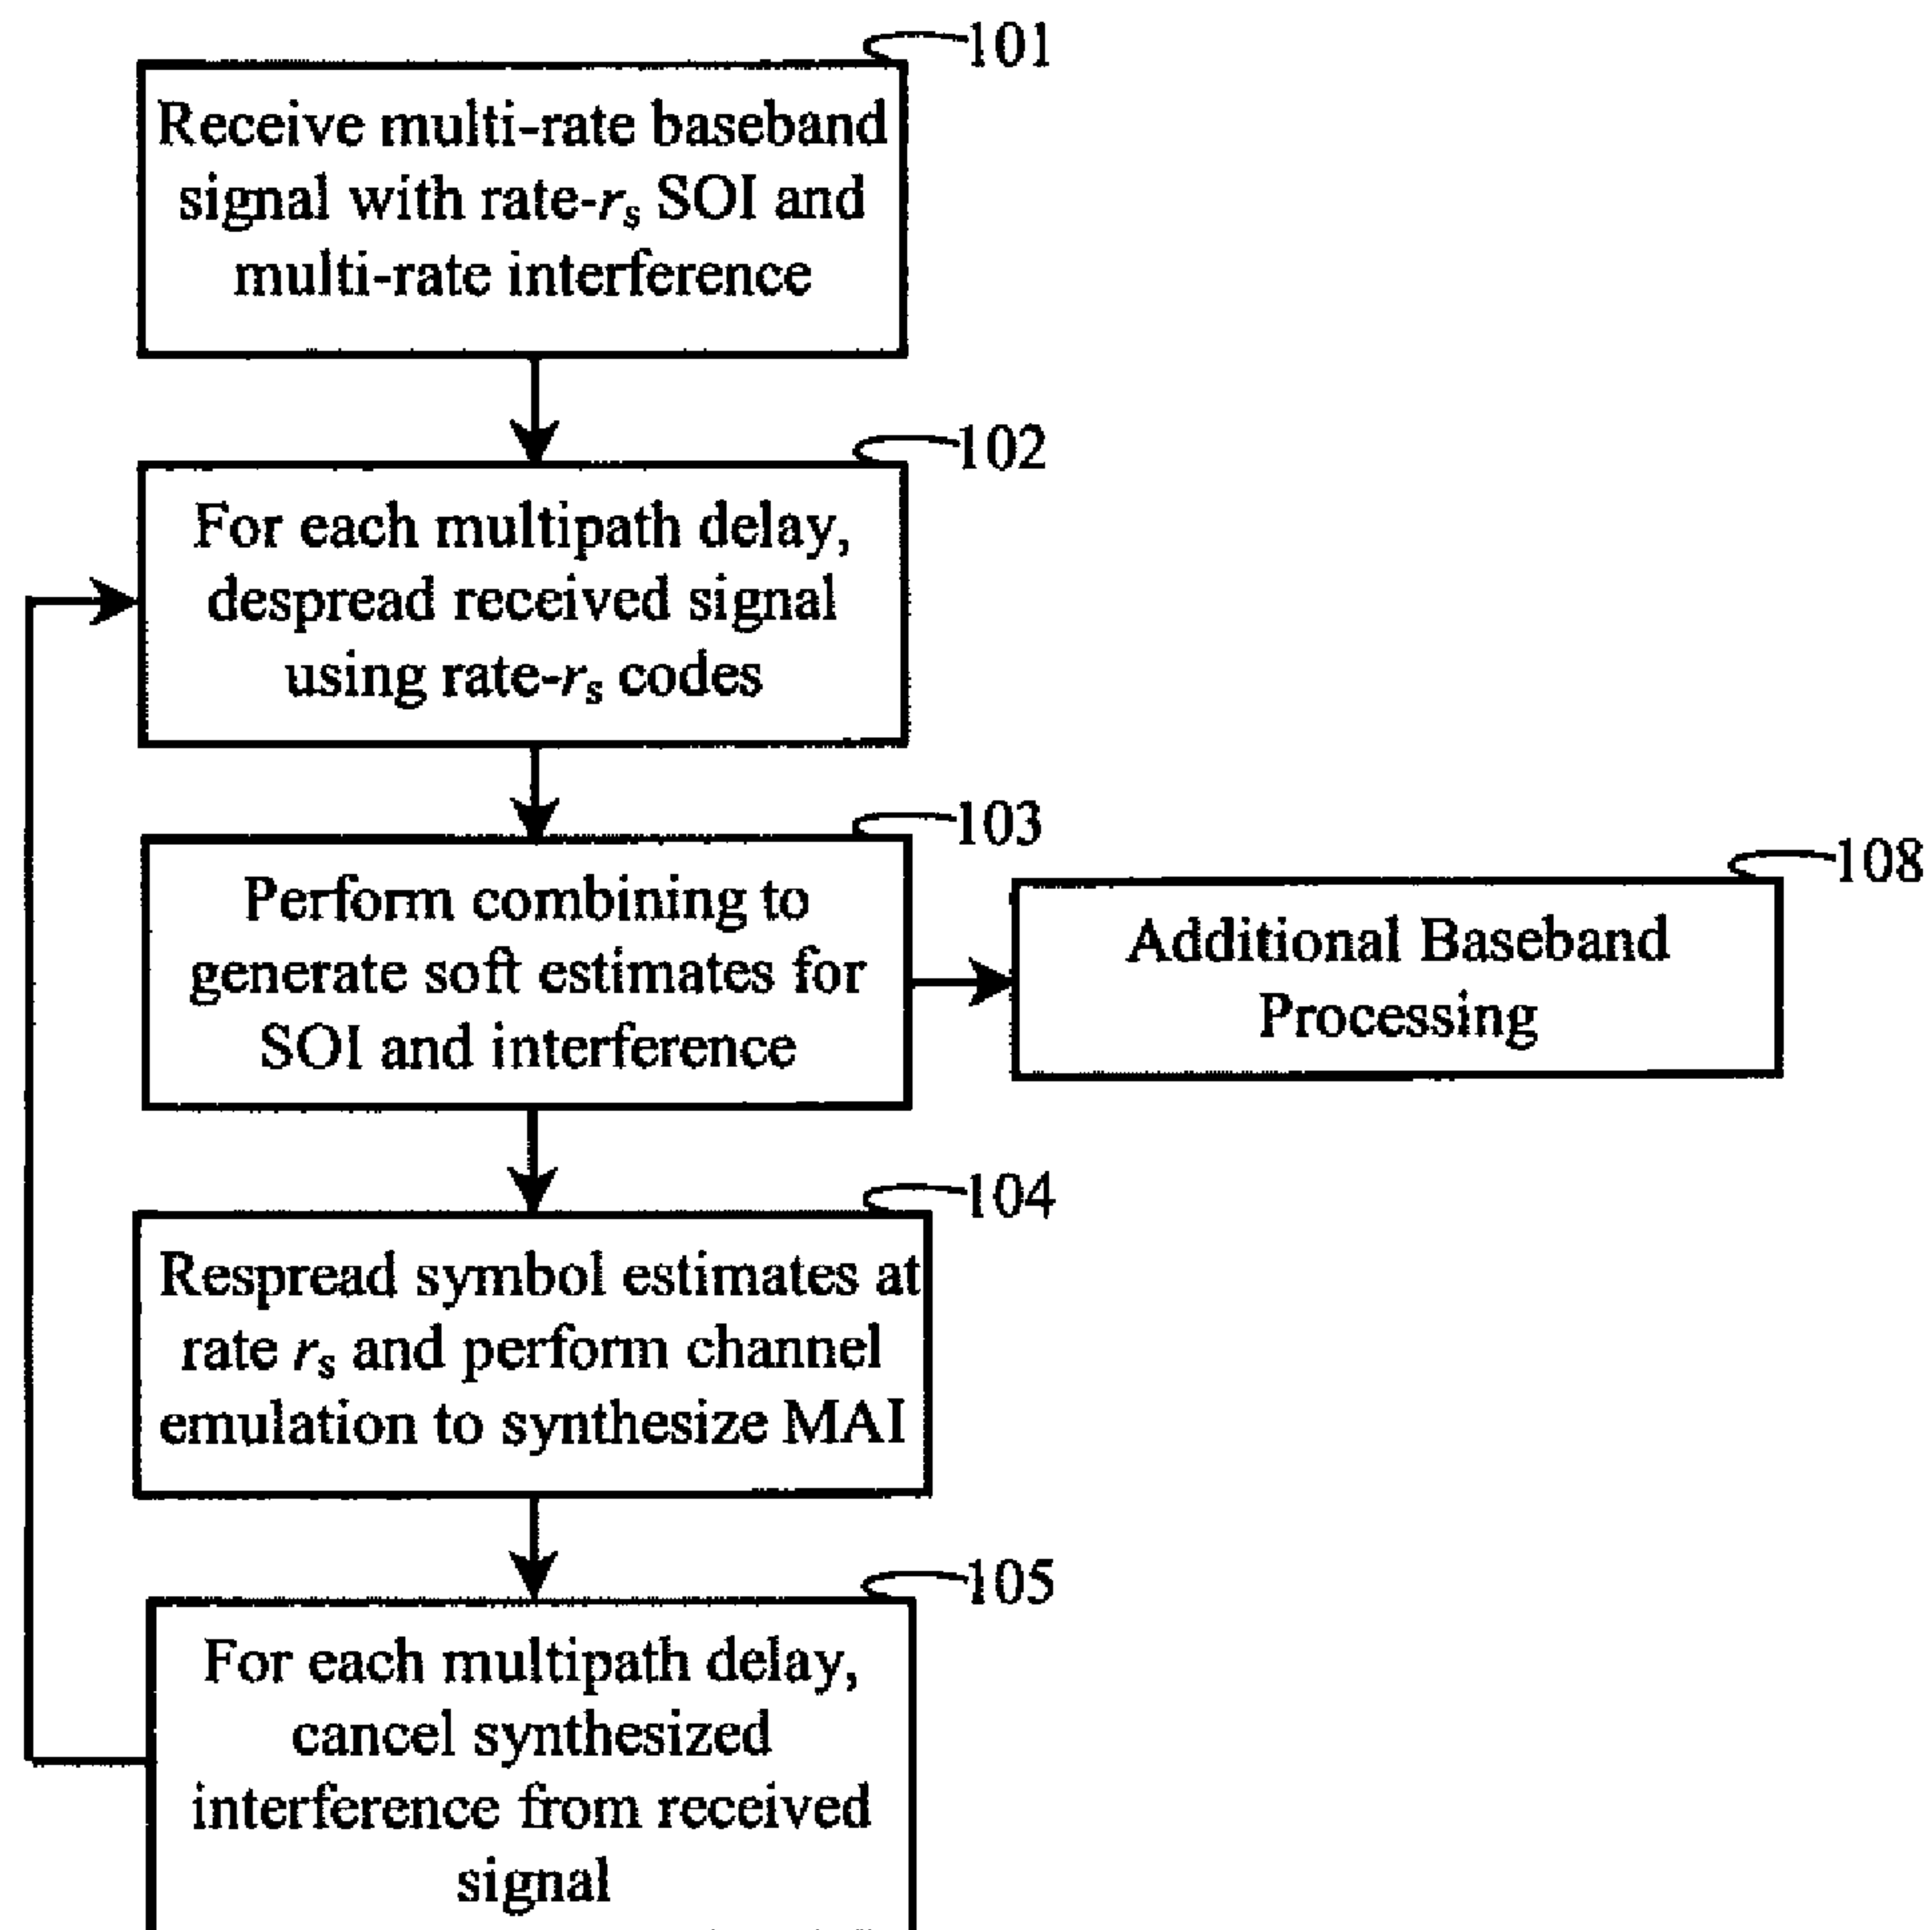 101
Receive multi-rate baseband
signal with rate-rs SOI and
multi-rate interference
102
For each multipath delay,
despread received signal
using rate-rs codes
103
Perform combining to
generate soft estimates for
SOI and interference
108
Additional Baseband
Processing
104
Respread symbol estimates at
rate rs and perform channel
emulation to synthesize MAI
105
For each multipath delay,
cancel synthesized
interference from received
signal